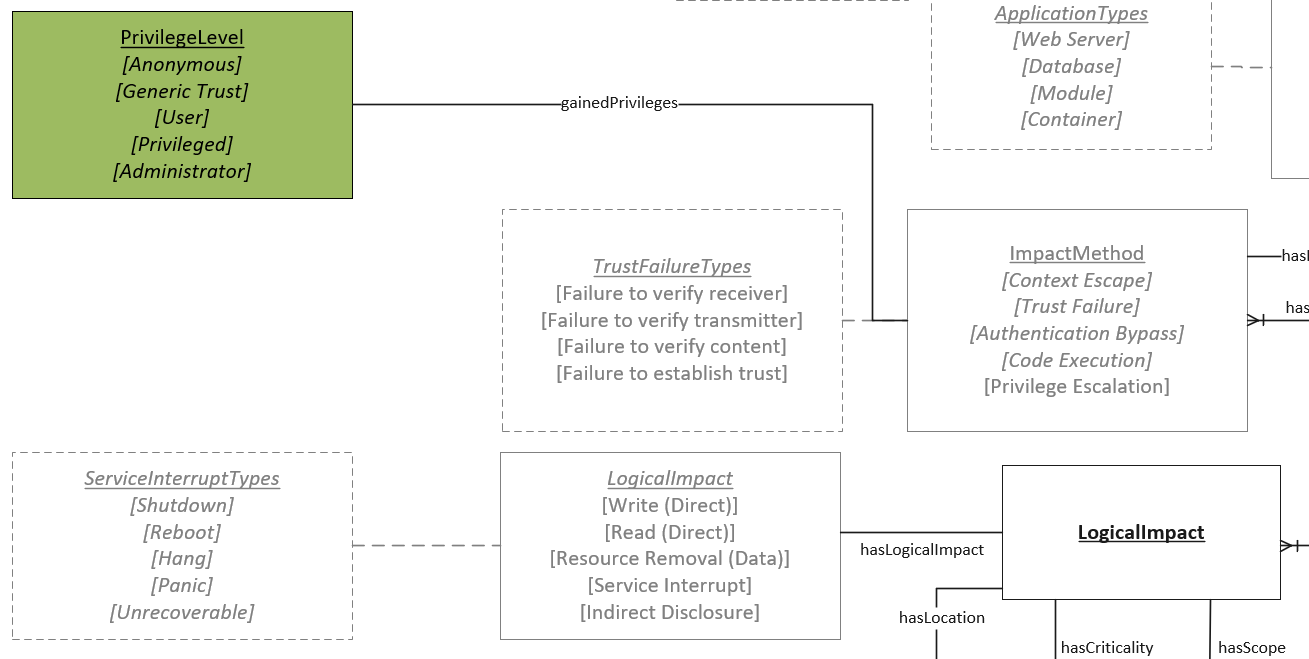 PrivilegeLevel
[Anonymous]
[Generic Trust]
[User]
[Privileged]
[Administrator]
gainedPrivileges
ApplicationTypes
[Web Server]
[Database]
[Module]
[Container]
TrustFailureTypes
[Failure to verify receiver]
[Failure to verify transmitter]
[Failure to verify content]
[Failure to establish trust]
ImpactMethod
[Context Escape]
[Trust Failure]
[Authentication Bypass]
[Code Execution]
[Privilege Escalation]
has
ServiceInterruptTypes
[Shutdown]
[Reboot]
[Hang]
[Panic]
[Unrecoverable]
LogicalImpact
[Write (Direct)]
[Read (Direct)]
[Resource Removal (Data)]
[Service Interrupt]
[Indirect Disclosure]
hasLogicalImpact
LogicalImpact
hasLocation
hasCriticality
hasScope